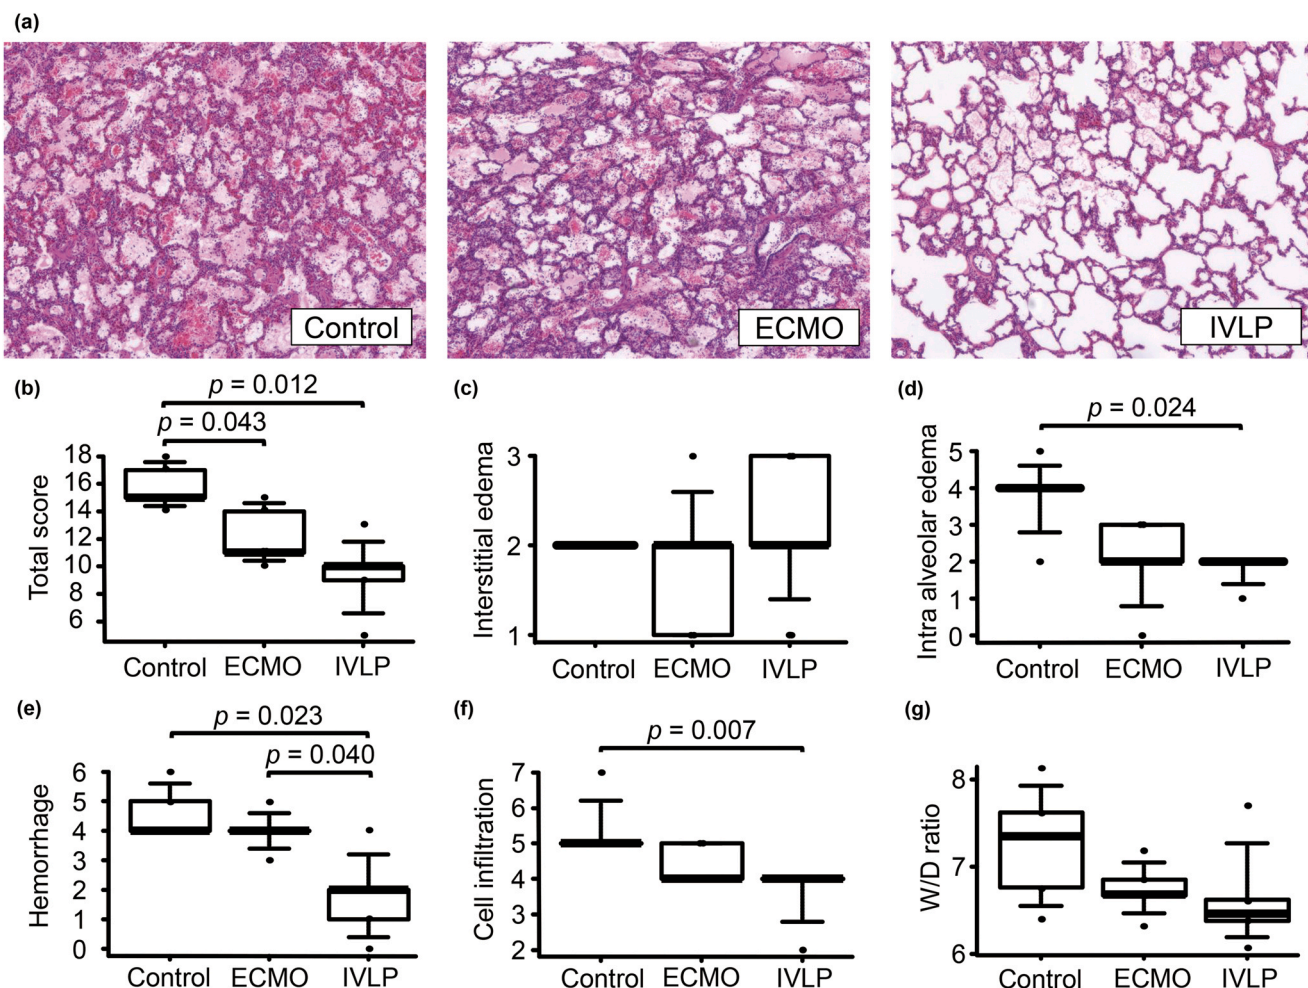 (a)
Control
ECMO
IVLP
(b)
p = 0.012
p = 0.043
Total score
18
16
14
12
10
8
6
Control
ECMO
IVLP
(c)
Interstitial edema
3
2
1
Control
ECMO
IVLP
(d)
p = 0.024
Intra alveolar edema
5
4
3
2
1
0
Control
ECMO
IVLP
(e)
p = 0.023
p = 0.040
Hemorrhage
6
5
4
3
2
1
0
Control
ECMO
IVLP
(f)
p = 0.007
Cell infiltration
7
6
5
4
3
2
Control
ECMO
IVLP
(g)
W/D ratio
8
7
6
Control
ECMO
IVLP